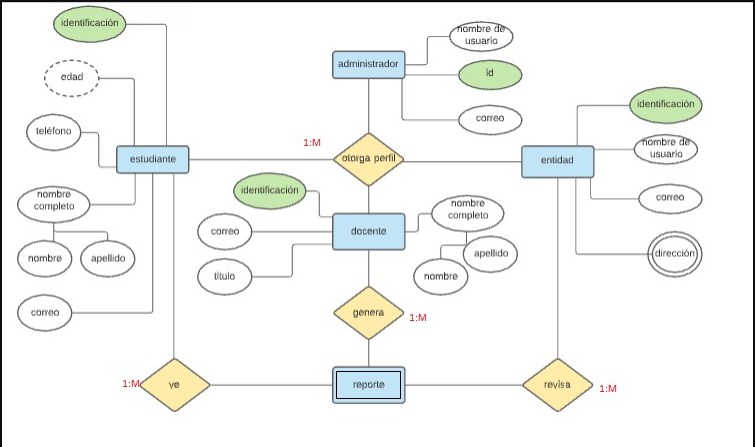 identificación
edad
teléfono
estudiante
nombre
completo
nombre
apellido
correo
1:M
ve
administrador
nombre de
usuario
id
correo
1:M
otorga perfil
identificación
correo
titulo
docente
nombre
completo
apellido
nombre
genera
1:M
reporte
entidad
identificación
nombre de
usuario
correo
dirección
revisa
1:M